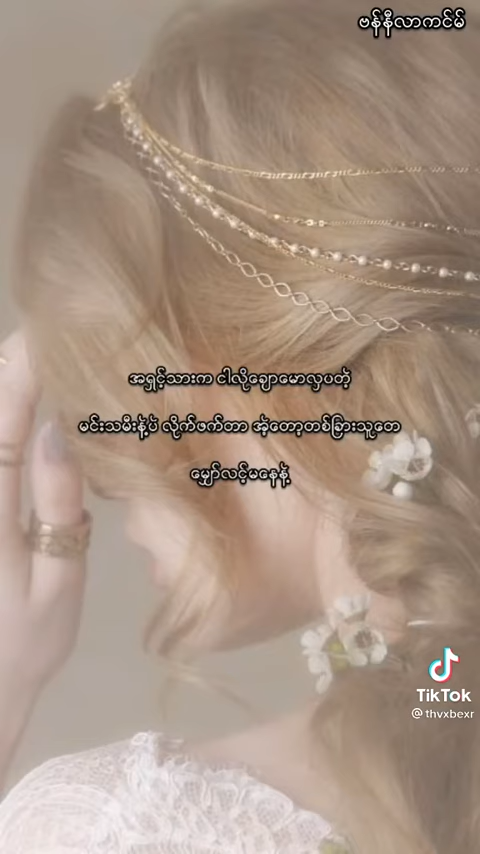 ဗန်နီလာကင်မ်
အရှင့်သားက ငါလိုချောမောလှပတဲ့
မင်းသမီးနဲ့ပဲ လိုက်ဖက်တာ အဲ့တော့တစ်ခြားသူတေ
မျှော်လင့်မနေနဲ့
TikTok
@thvxbexr